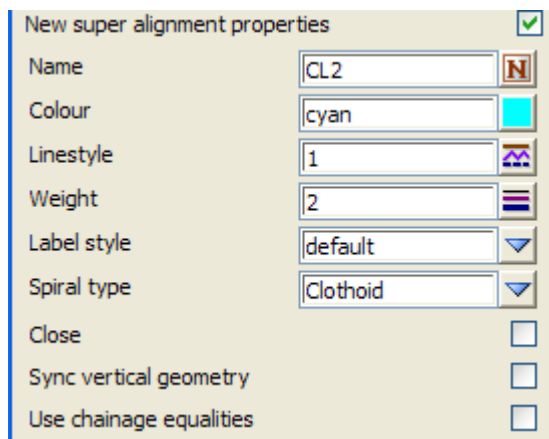 New super alignment properties
Name CL2 N
Colour cyan
Linestyle 1
Weight 2
Label style default
Spiral type Clothoid
Close
Sync vertical geometry
Use chainage equalities